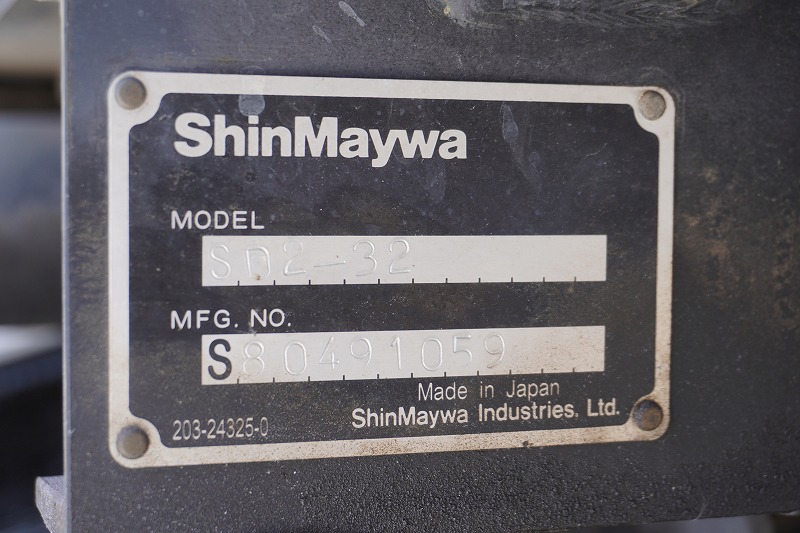 ShinMaywa
MODEL
SD2-32
MFG. NO.
S80491059
Made in Japan
203-24325-0 ShinMaywa Industries, Ltd.